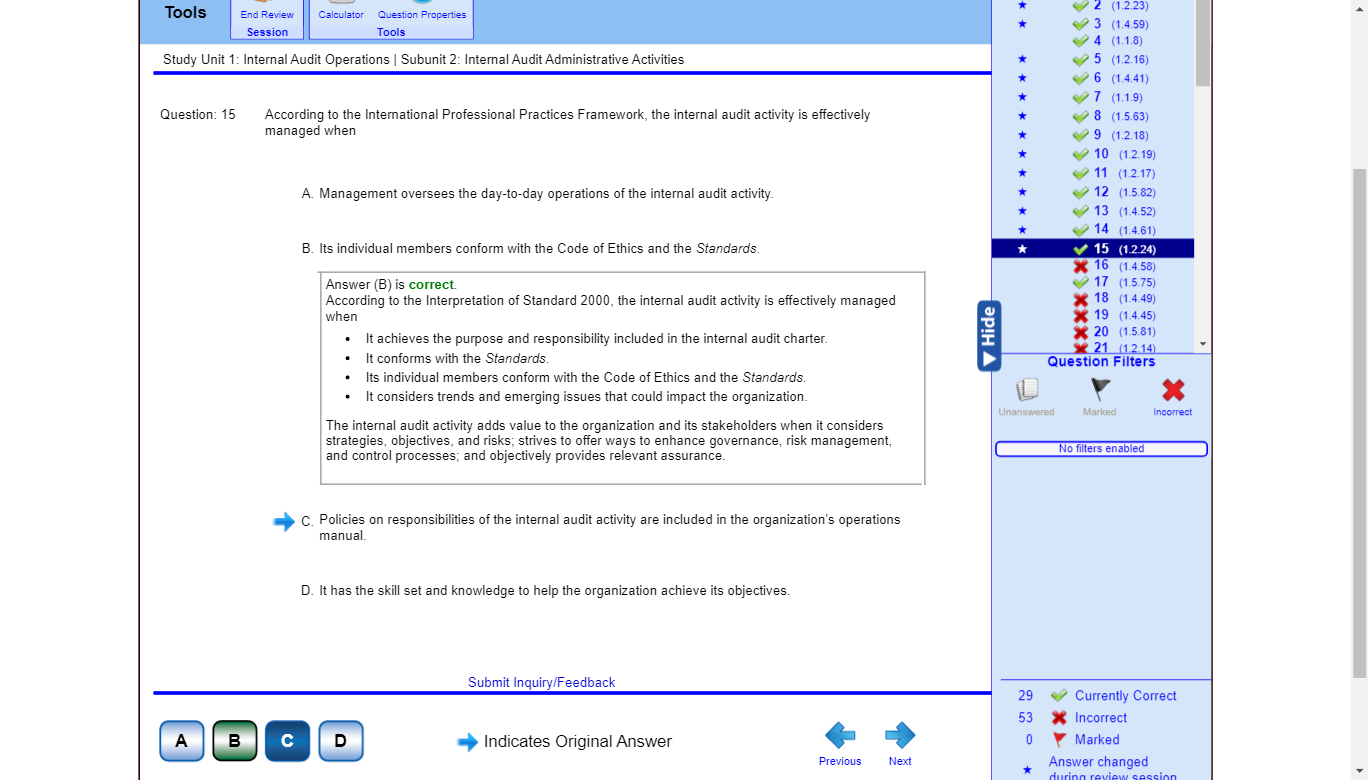 Tools
End Review
Session
Calculator Question Properties
Tools
Study Unit 1: Internal Audit Operations | Subunit 2: Internal Audit Administrative Activities
Question: 15 According to the International Professional Practices Framework, the internal audit activity is effectively
managed when
A. Management oversees the day-to-day operations of the internal audit activity.
B. Its individual members conform with the Code of Ethics and the Standards.
Answer (B) is correct.
According to the Interpretation of Standard 2000, the internal audit activity is effectively managed
when
• It achieves the purpose and responsibility included in the internal audit charter.
• It conforms with the Standards.
• Its individual members conform with the Code of Ethics and the Standards.
• It considers trends and emerging issues that could impact the organization.
The internal audit activity adds value to the organization and its stakeholders when it considers
strategies, objectives, and risks; strives to offer ways to enhance governance, risk management,
and control processes; and objectively provides relevant assurance.
C. Policies on responsibilities of the internal audit activity are included in the organization's operations
manual.
D. It has the skill set and knowledge to help the organization achieve its objectives.
Submit Inquiry/Feedback
A B C D
Indicates Original Answer
Previous Next
2 (1.2.23)
3 (1.4.59)
4 (1.1.8)
5 (1.2.16)
6 (1.4.41)
7 (1.1.9)
8 (1.5.63)
9 (1.2.18)
10 (1.2.19)
11 (1.2.17)
12 (1.5.82)
13 (1.4.52)
14 (1.4.61)
15 (1.2.24)
16 (1.4.58)
17 (1.5.75)
18 (1.4.49)
19 (1.4.45)
20 (1.5.81)
21 (1.2.14)
Hide
Question Filters
Unanswered Marked Incorrect
No filters enabled
29 Currently Correct
53 Incorrect
0 Marked
Answer changed
during review session